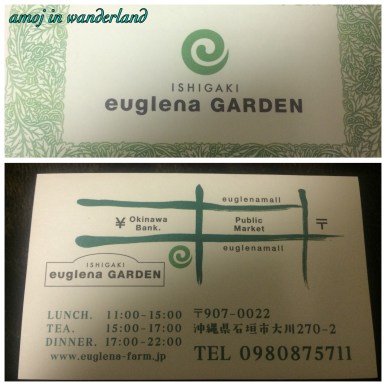 amoj in wanderland
ISHIGAKI
euglena GARDEN
euglenamall
¥ Okinawa Bank.
Public Market
〒
euglenamall
ISHIGAKI
euglena GARDEN
LUNCH. 11:00-15:00
TEA. 15:00-17:00
DINNER. 17:00-22:00
www.euglena-farm.jp
〒907-0022
沖縄県石垣市大川270-2
TEL 0980875711